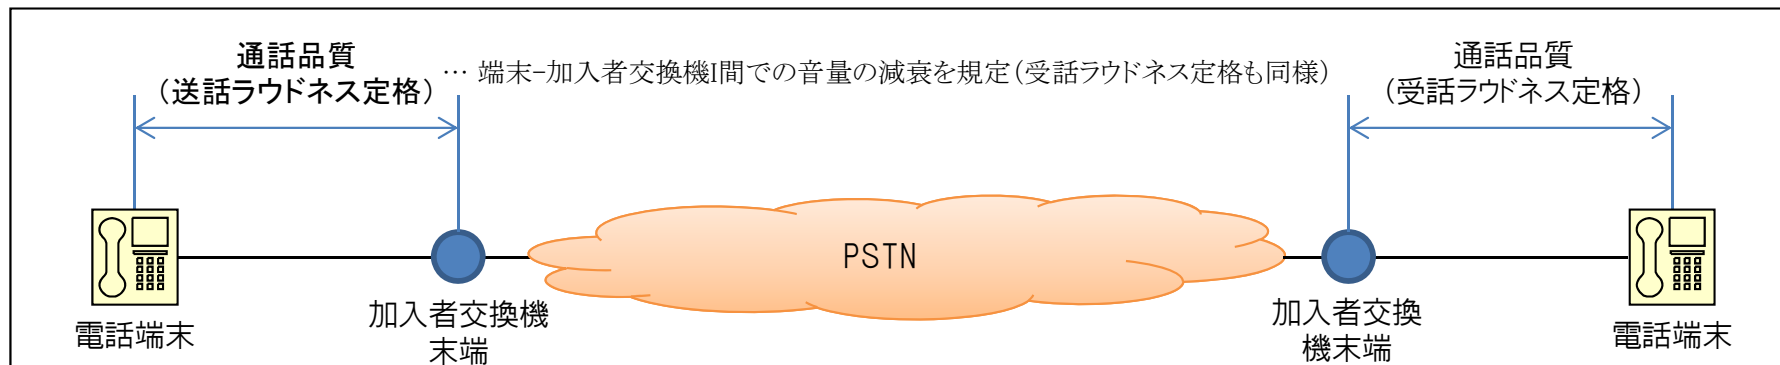 通話品質
（送話ラウドネス定格）
… 端末−加入者交換機I間での音量の減衰を規定（受話ラウドネス定格も同様）
通話品質
（受話ラウドネス定格）
PSTN
電話端末
加入者交換機
末端
加入者交換
機末端
電話端末